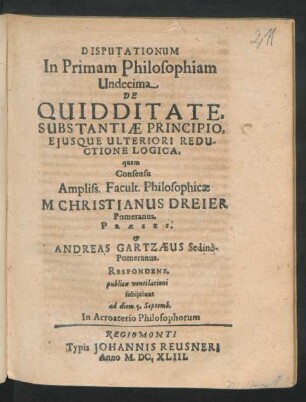 211
DISPUTATIONUM
In Primam Philosophiam
Undecima
DE
QUIDDITATE,
SUBSTANTIÆ PRINCIPIO,
EJUSQUE ULTERIORI REDU-
CTIONE LOGICA,
quam
Consensu
Ampliss. Facult. Philosophicæ
M CHRISTIANUS DREIER
Pomeranus.
PRÆSES,
&
ANDREAS GARTZÆUS Sedinô-
Pomeranus.
RESPONDENS,
publicæ ventilationi
subjiciunt
ad diem 5. Septemb.
In Acroaterio Philosophorum
REGIOMONTI
Typis JOHANNIS REUSNERI
Anno M. DC. XLIII.